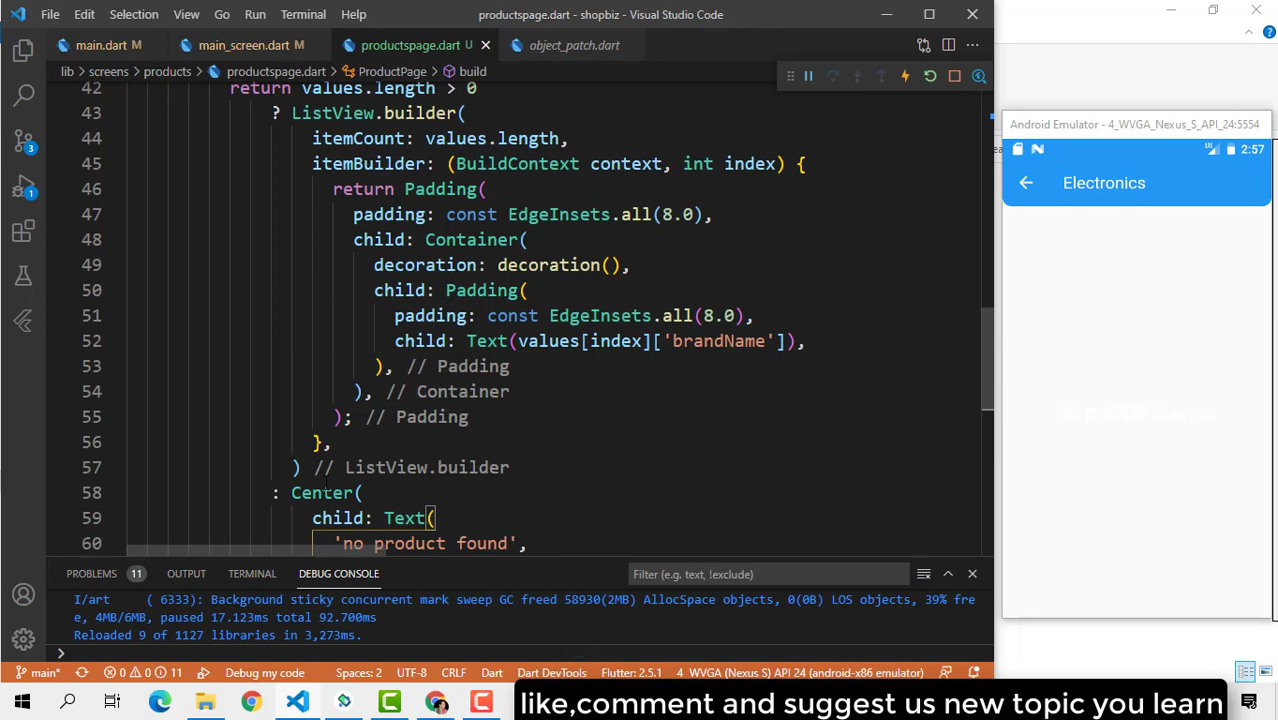 File Edit Selection View Go Run Terminal Help
productspage.dart - shopbiz - Visual Studio Code
main.dart M
main_screen.dart M
productspage.dart U
object_patch.dart
lib > screens > products > productspage.dart > ProductPage > build
42 return values.length > 0
43 ? ListView.builder(
44 itemCount: values.length,
45 itemBuilder: (BuildContext context, int index) {
46 return Padding(
47 padding: const EdgeInsets.all(8.0),
48 child: Container(
49 decoration: decoration(),
50 child: Padding(
51 padding: const EdgeInsets.all(8.0),
52 child: Text(values[index]['brandName']),
53 ), // Padding
54 ), // Container
55 ); // Padding
56 },
57 ) // ListView.builder
58 : Center(
59 child: Text(
60 'no product found',
3
1
PROBLEMS 11 OUTPUT TERMINAL DEBUG CONSOLE
Filter (e.g. text, !exclude)
I/art ( 6333): Background sticky concurrent mark sweep GC freed 58930(2MB) AllocSpace objects, 0(0B) LOS objects, 39% fre
e, 4MB/6MB, paused 17.123ms total 92.700ms
Reloaded 9 of 1127 libraries in 3,273ms.
main* 0 0 11 Debug my code Spaces: 2 UTF-8 CRLF Dart Dart DevTools Flutter: 2.5.1 4_WVGA (Nexus S) API 24 (android-x86 emulator)
Android Emulator - 4_WVGA_Nexus_S_API_24:5554
2:57
Electronics
like,comment and suggest us new topic you learn